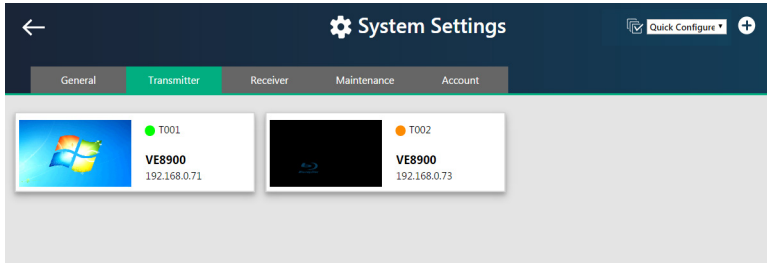 System Settings
Quick Configure
General Transmitter Receiver Maintenance Account
T001
VE8900
192.168.0.71
T002
VE8900
192.168.0.73